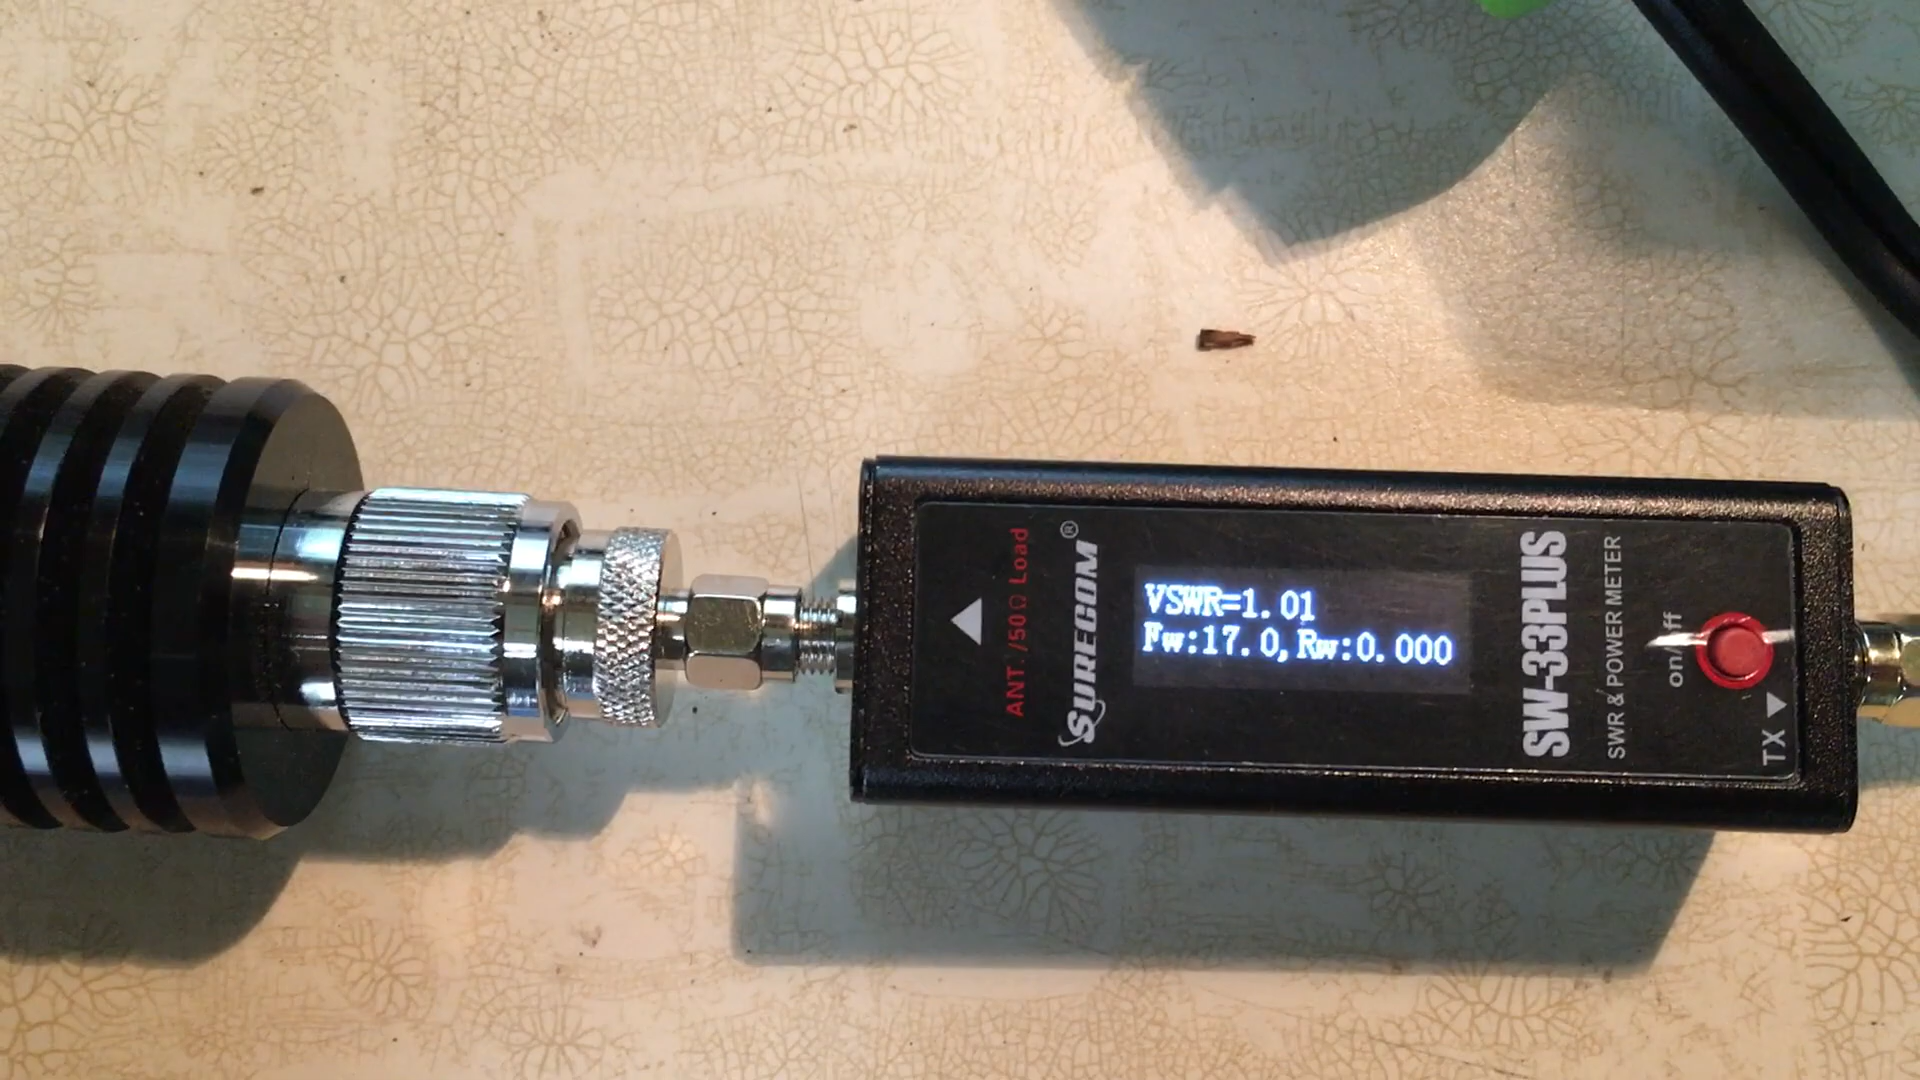 ANT./50Ω Load
SURECOM®
VSWR=1.01
Fw:17.0,Rw:0.000
SW-33PLUS
SWR & POWER METER
on/off
TX